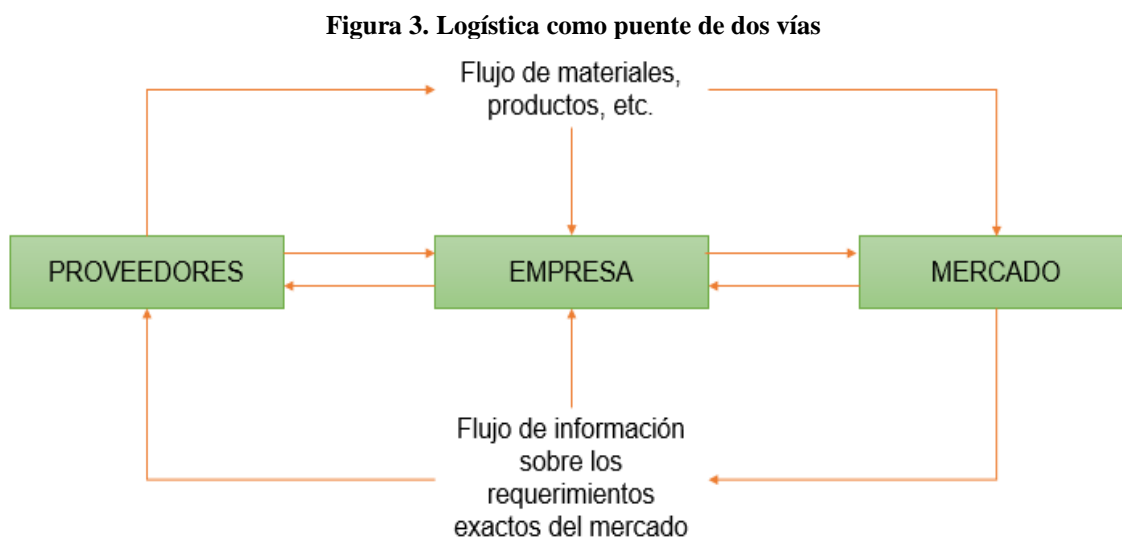 Figura 3. Logística como puente de dos vías
Flujo de materiales,
productos, etc.
PROVEEDORES
EMPRESA
MERCADO
Flujo de información
sobre los
requerimientos
exactos del mercado